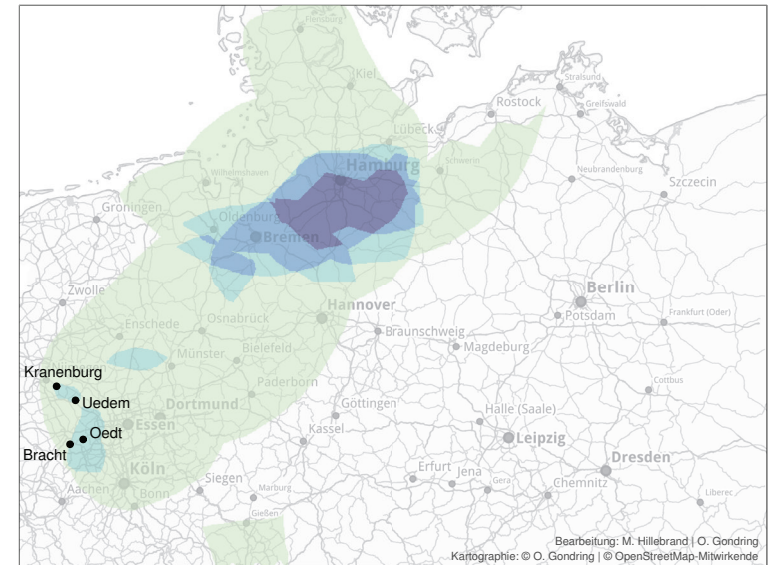 Flensburg
Kiel
Stralsund
Rostock
Greifswald
Lübeck
Hamburg
Schwerin
Wilhelmshaven
Neubrandenburg
Szczecin
Groningen
Oldenburg
Bremen
Zwolle
Berlin
Hannover
Potsdam
Frankfurt (Oder)
Enschede
Osnabrück
Braunschweig
Bielefeld
Magdeburg
Münster
Kranenburg
Paderborn
Cottbus
Uedem
Dortmund
Göttingen
Halle (Saale)
Essen
Kassel
Oedt
Leipzig
Bracht
Dresden
Köln
Erfurt
Jena
Siegen
Gera
Chemnitz
Aachen
Bonn
Marburg
Liberec
Gießen
Bearbeitung: M. Hillebrand | O. Gondring
Kartographie: © O. Gondring | © OpenStreetMap-Mitwirkende